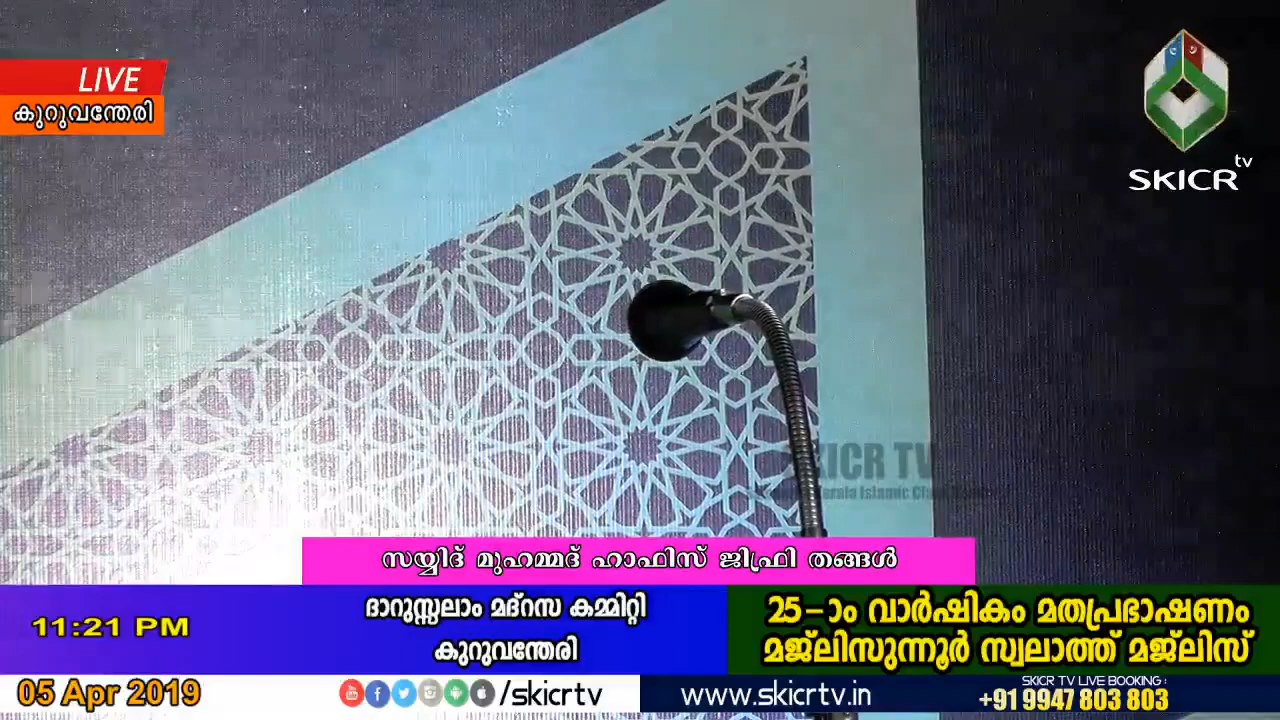 LIVE
കുറുവന്തേരി
tv
SKICR
SKICR TV
സയ്യിദ് മുഹമ്മദ് ഹാഫിസ് ജിഫ്രി തങ്ങൾ
11:21 PM
ദാറുസ്സലാം മദ്റസ കമ്മിറ്റി
കുറുവന്തേരി
25-ാം വാർഷികം മതപ്രഭാഷണം
മജ്ലിസുന്നൂർ സ്വലാത്ത് മജ്ലിസ്
05 Apr 2019
/skicrtv
www.skicrtv.in
SKICR TV LIVE BOOKING :
+91 9947 803 803